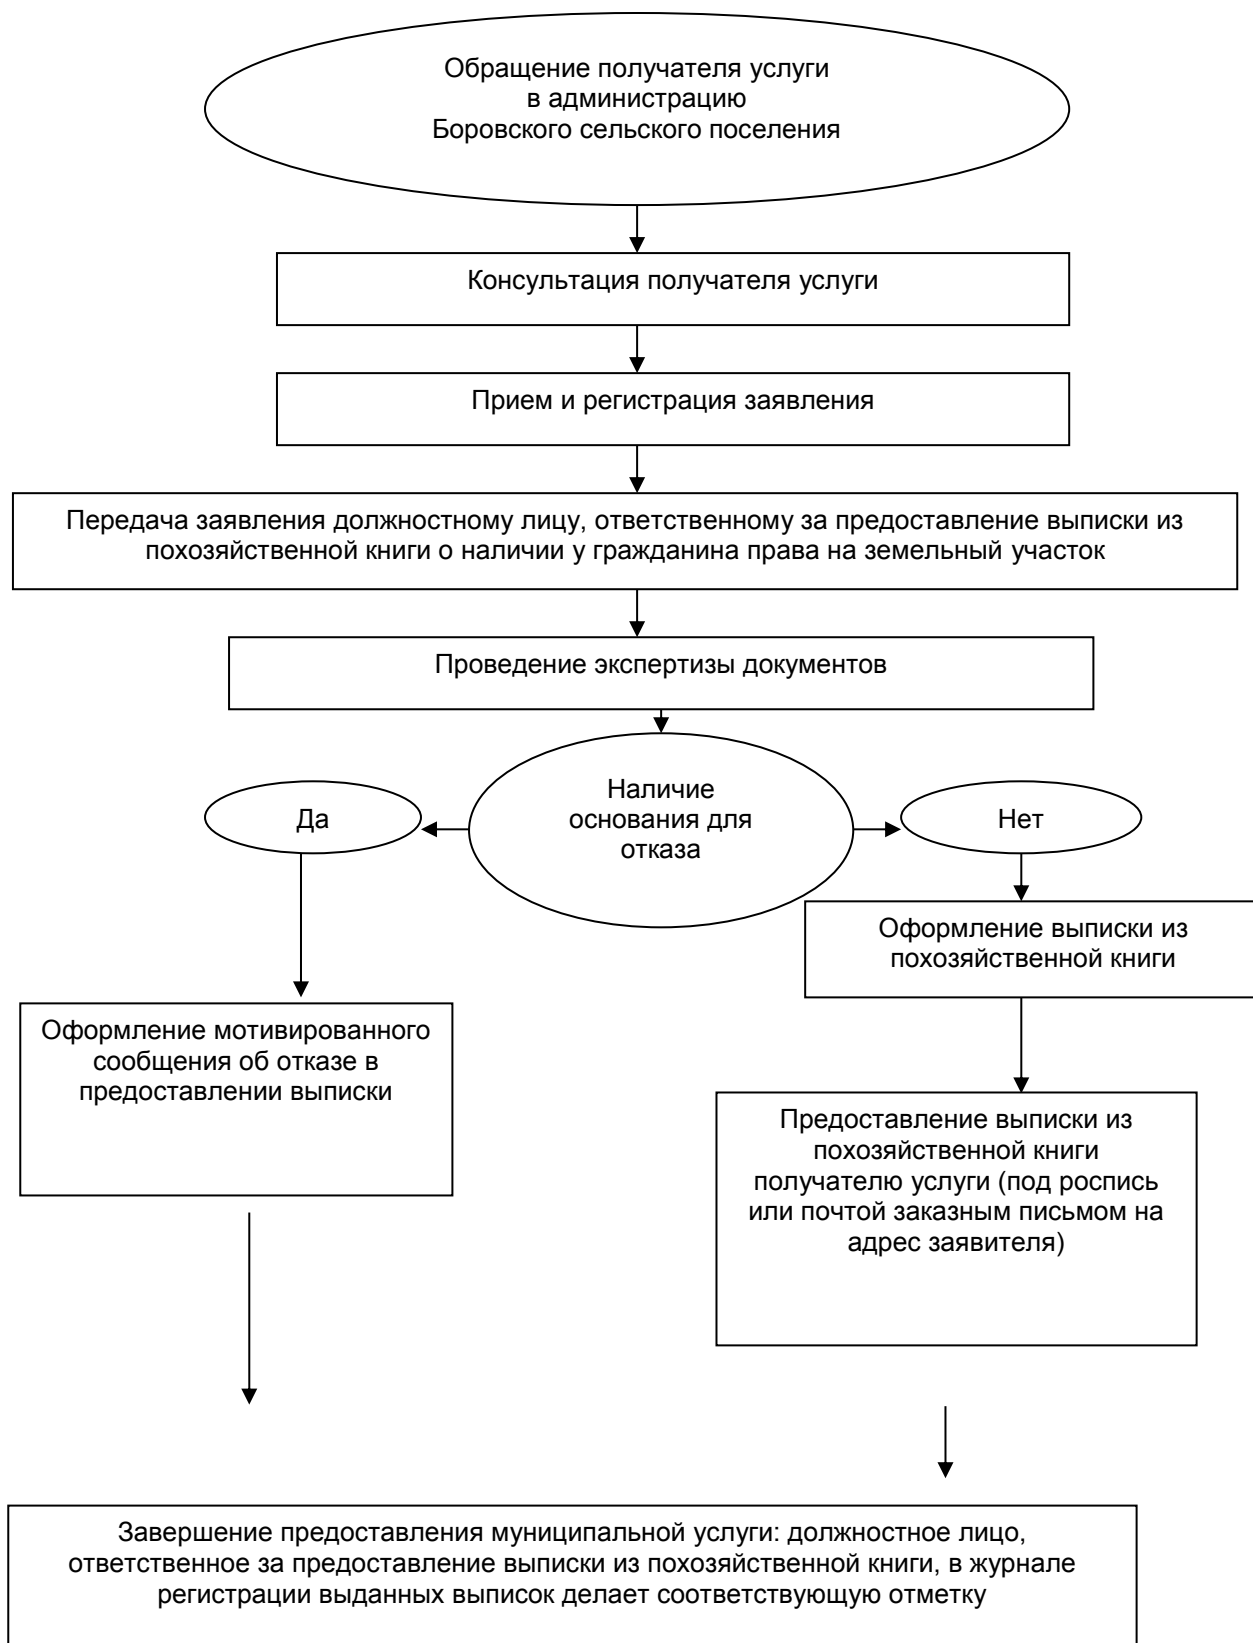 Обращение получателя услуги
в администрацию
Боровского сельского поселения
Консультация получателя услуги
Прием и регистрация заявления
Передача заявления должностному лицу, ответственному за предоставление выписки из
похозяйственной книги о наличии у гражданина права на земельный участок
Проведение экспертизы документов
Наличие
основания для
отказа
Да
Нет
Оформление выписки из
похозяйственной книги
Оформление мотивированного
сообщения об отказе в
предоставлении выписки
Предоставление выписки из
похозяйственной книги
получателю услуги (под роспись
или почтой заказным письмом на
адрес заявителя)
Завершение предоставления муниципальной услуги: должностное лицо,
ответственное за предоставление выписки из похозяйственной книги, в журнале
регистрации выданных выписок делает соответствующую отметку